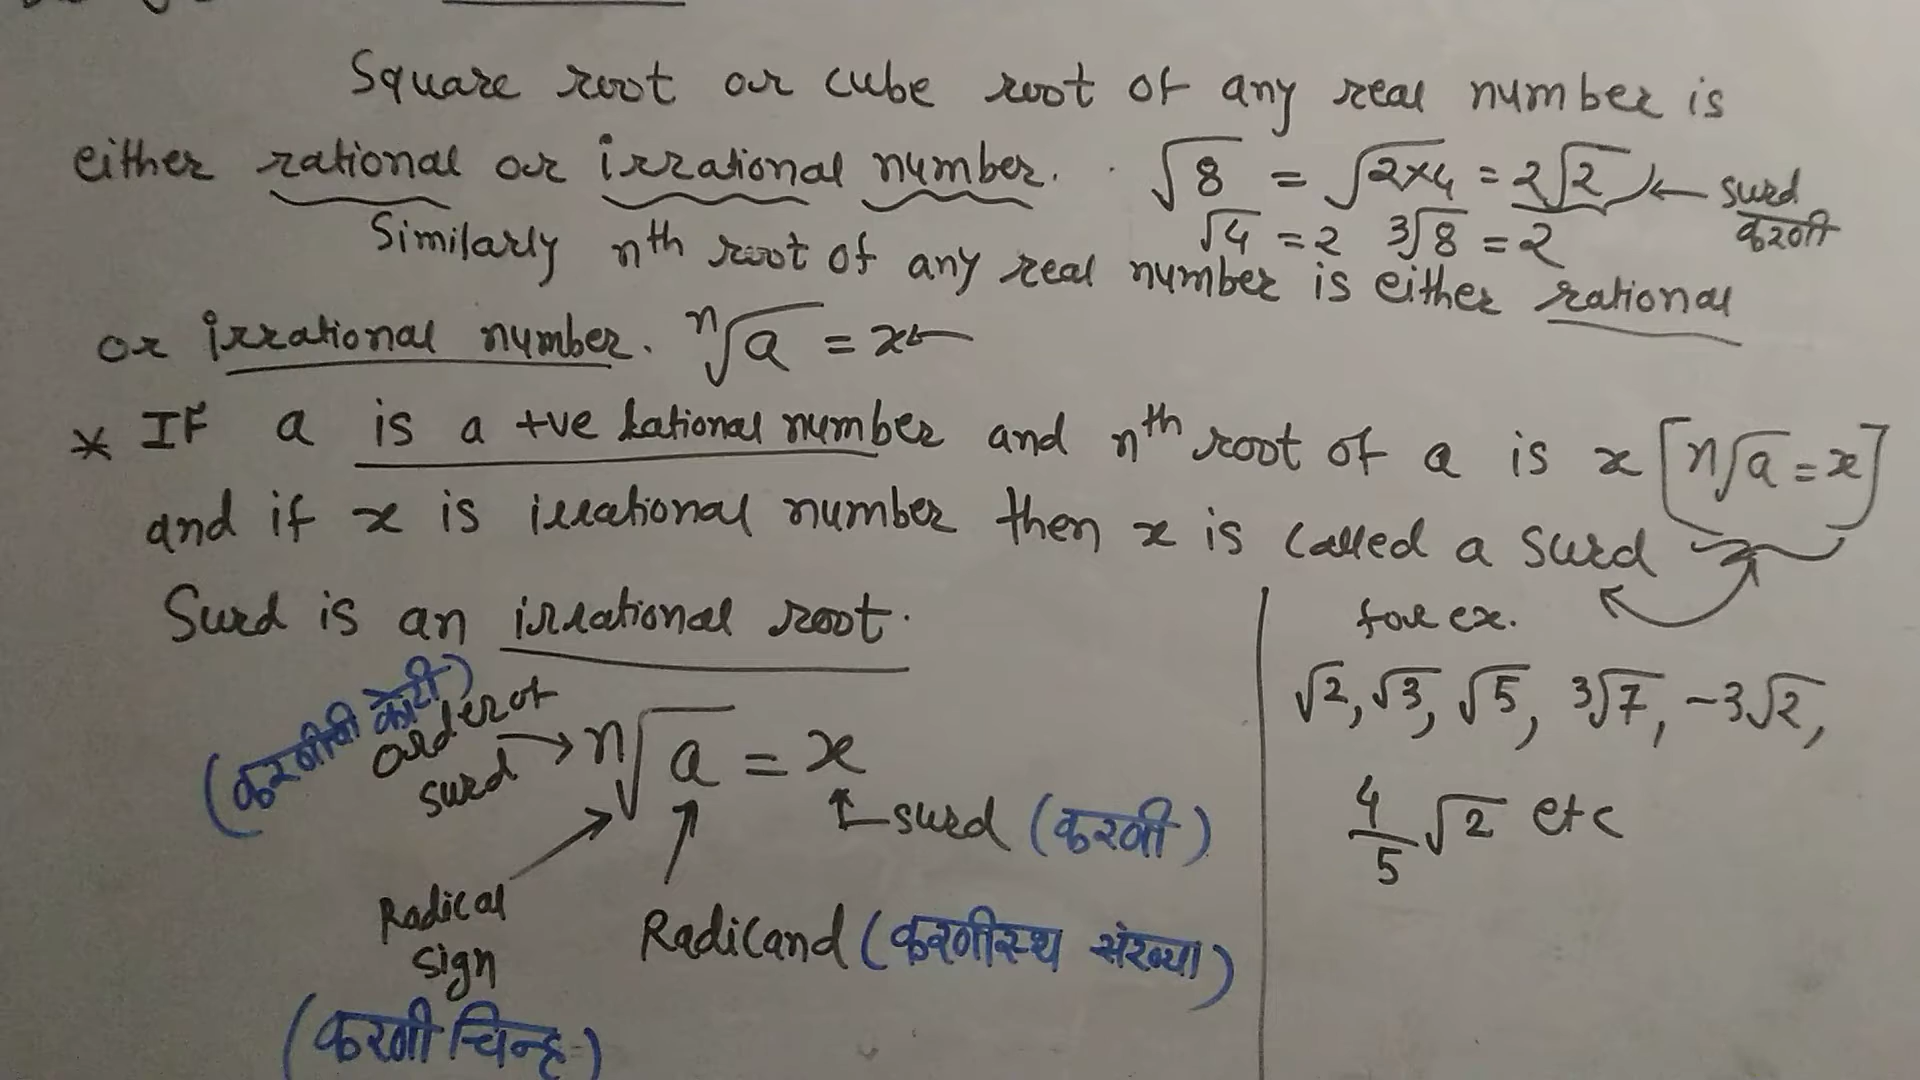 Square root or cube root of any real number is
either rational or irrational number. √8 = √2×4 = 2√2 ← surd
करणी
√4 = 2 3√8 = 2
Similarly nth root of any real number is either rational
or irrational number. n√a = x ←
* If a is a +ve rational number and nth root of a is x [n√a = x]
and if x is irrational number then x is called a surd
Surd is an irrational root.
for ex.
√2, √3, √5, 3√7, -3√2,
4/5 √2 etc
(करणीची कोटी)
order of
surd → n√a = x
surd (करणी)
Radical
sign
(करणी चिन्ह)
Radicand (करणीस्थ संख्या)